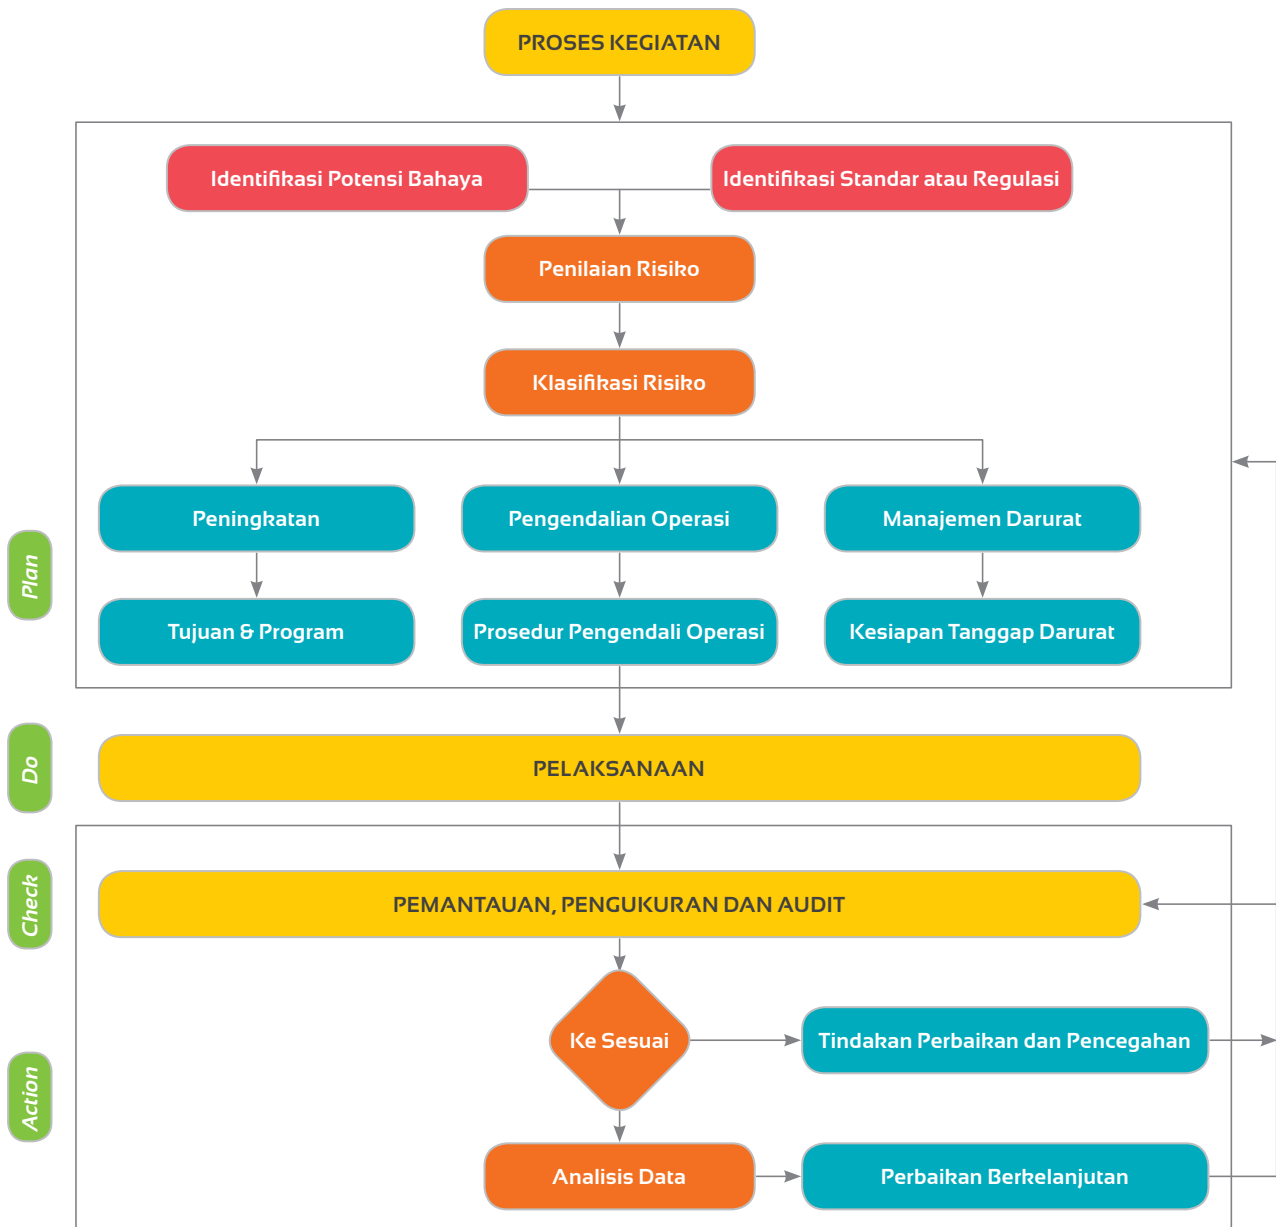 PROSES KEGIATAN
Identifikasi Potensi Bahaya
Identifikasi Standar atau Regulasi
Penilaian Risiko
Klasifikasi Risiko
Peningkatan
Pengendalian Operasi
Manajemen Darurat
Plan
Tujuan & Program
Prosedur Pengendali Operasi
Kesiapan Tanggap Darurat
Do
PELAKSANAAN
Check
PEMANTAUAN, PENGUKURAN DAN AUDIT
Ke Sesuai
Tindakan Perbaikan dan Pencegahan
Action
Analisis Data
Perbaikan Berkelanjutan